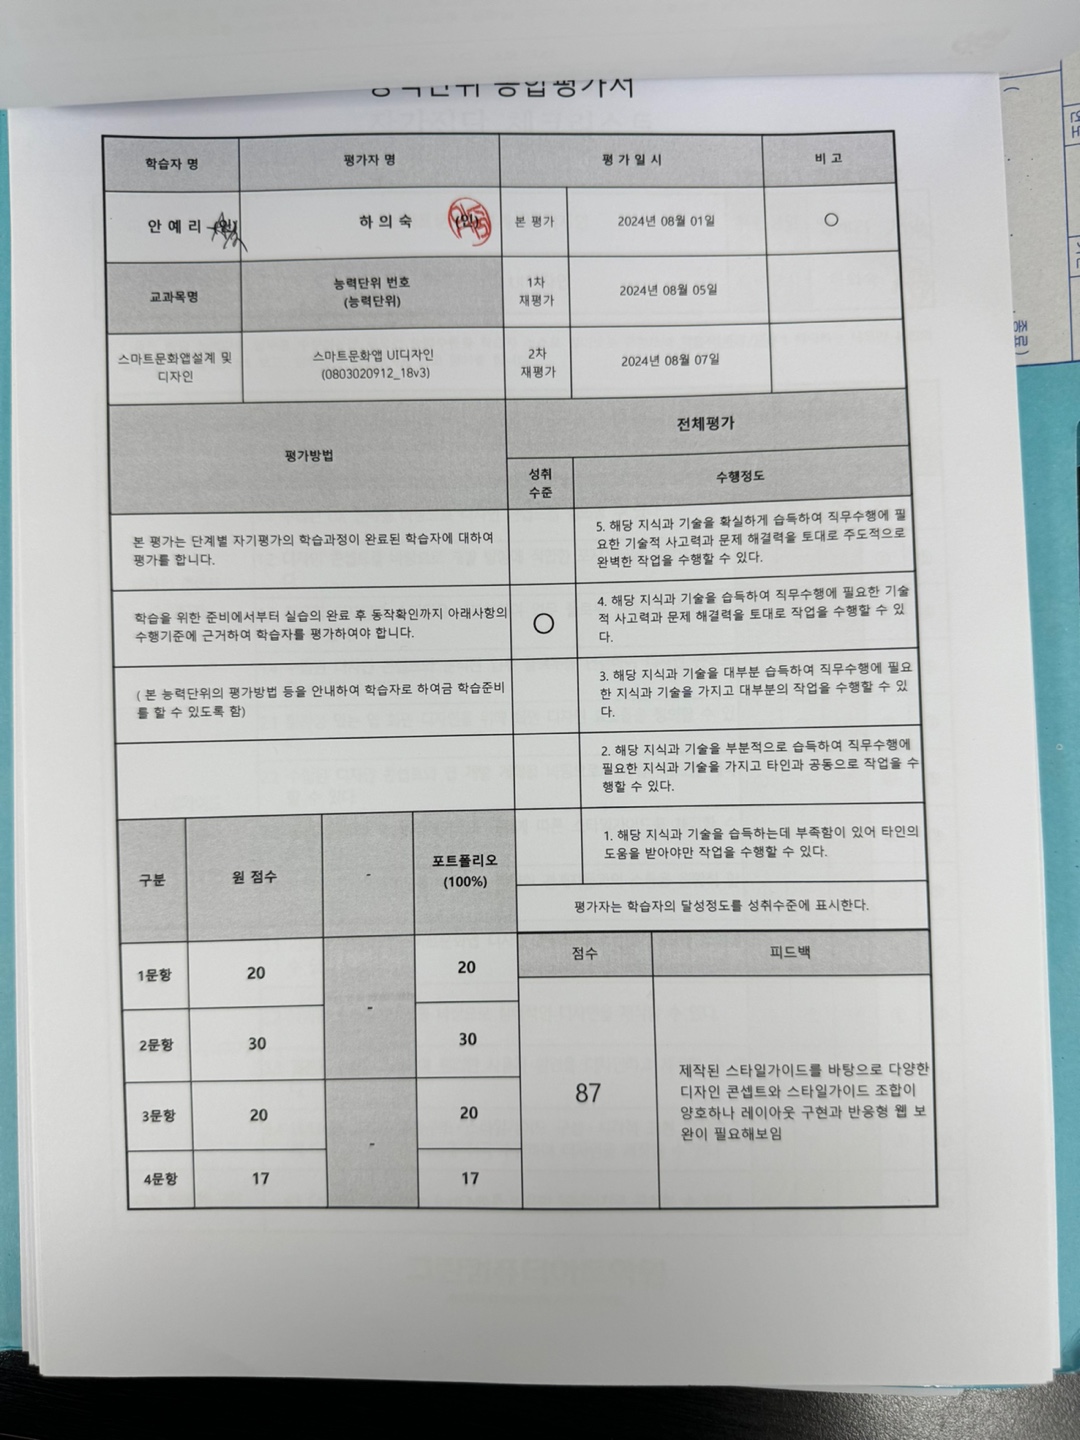 능력단위 종합평가서
학습자 명 평가자 명 평 가 일 시 비 고
안 예 리 (인) 하 의 숙 (인) 본 평가 2024년 08월 01일 ○
교과목명 능력단위 번호
(능력단위)
1차
재평가
2024년 08월 05일
스마트문화앱설계 및
디자인
스마트문화앱 UI디자인
(0803020912_18v3)
2차
재평가
2024년 08월 07일
평가방법
전체평가
성취
수준
수행정도
본 평가는 단계별 자기평가의 학습과정이 완료된 학습자에 대하여
평가를 합니다.
5. 해당 지식과 기술을 확실하게 습득하여 직무수행에 필
요한 기술적 사고력과 문제 해결력을 토대로 주도적으로
완벽한 작업을 수행할 수 있다.
학습을 위한 준비에서부터 실습의 완료 후 동작확인까지 아래사항의
수행기준에 근거하여 학습자를 평가하여야 합니다.
○
4. 해당 지식과 기술을 습득하여 직무수행에 필요한 기술
적 사고력과 문제 해결력을 토대로 작업을 수행할 수 있
다.
( 본 능력단위의 평가방법 등을 안내하여 학습자로 하여금 학습준비
를 할 수 있도록 함)
3. 해당 지식과 기술을 대부분 습득하여 직무수행에 필요
한 지식과 기술을 가지고 대부분의 작업을 수행할 수 있
다.
2. 해당 지식과 기술을 부분적으로 습득하여 직무수행에
필요한 지식과 기술을 가지고 타인과 공동으로 작업을 수
행할 수 있다.
1. 해당 지식과 기술을 습득하는데 부족함이 있어 타인의
도움을 받아야만 작업을 수행할 수 있다.
평가자는 학습자의 달성정도를 성취수준에 표시한다.
구분 원 점수 - 포트폴리오
(100%)
점수 피드백
1문항 20 - 20
2문항 30 30
3문항 20 - 20
4문항 17 17
87
제작된 스타일가이드를 바탕으로 다양한
디자인 콘셉트와 스타일가이드 조합이
양호하나 레이아웃 구현과 반응형 웹 보
완이 필요해보임